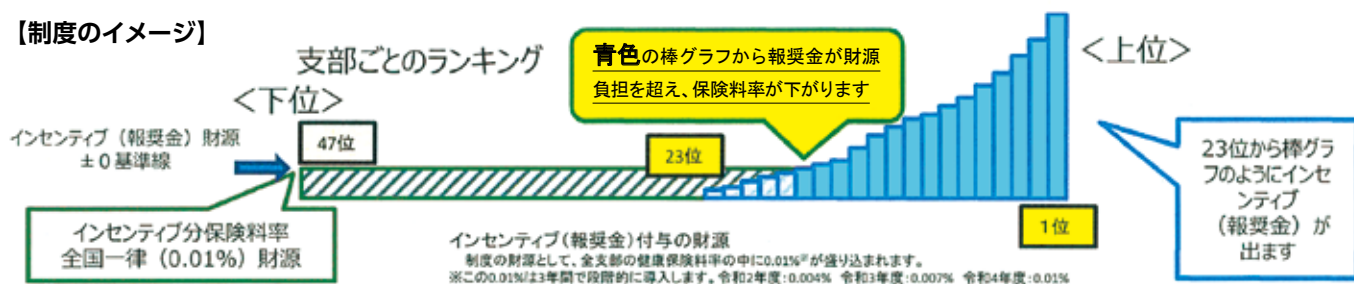 【制度のイメージ】
支部ごとのランキング
<下位>
青色の棒グラフから報奨金が財源
負担を超え、保険料率が下がります
<上位>
インセンティブ（報奨金）財源
±０基準線
47位
23位
23位から棒グラ
フのようにインセ
ンティブ
（報奨金）が
出ます
インセンティブ分保険料率
全国一律（0.01%）財源
1位
インセンティブ（報奨金）付与の財源
制度の財源として、全支部の健康保険料率の中に0.01%※が盛り込まれます。
※この0.01%は3年間で段階的に導入します。令和2年度：0.004% 令和3年度：0.007% 令和4年度：0.01%